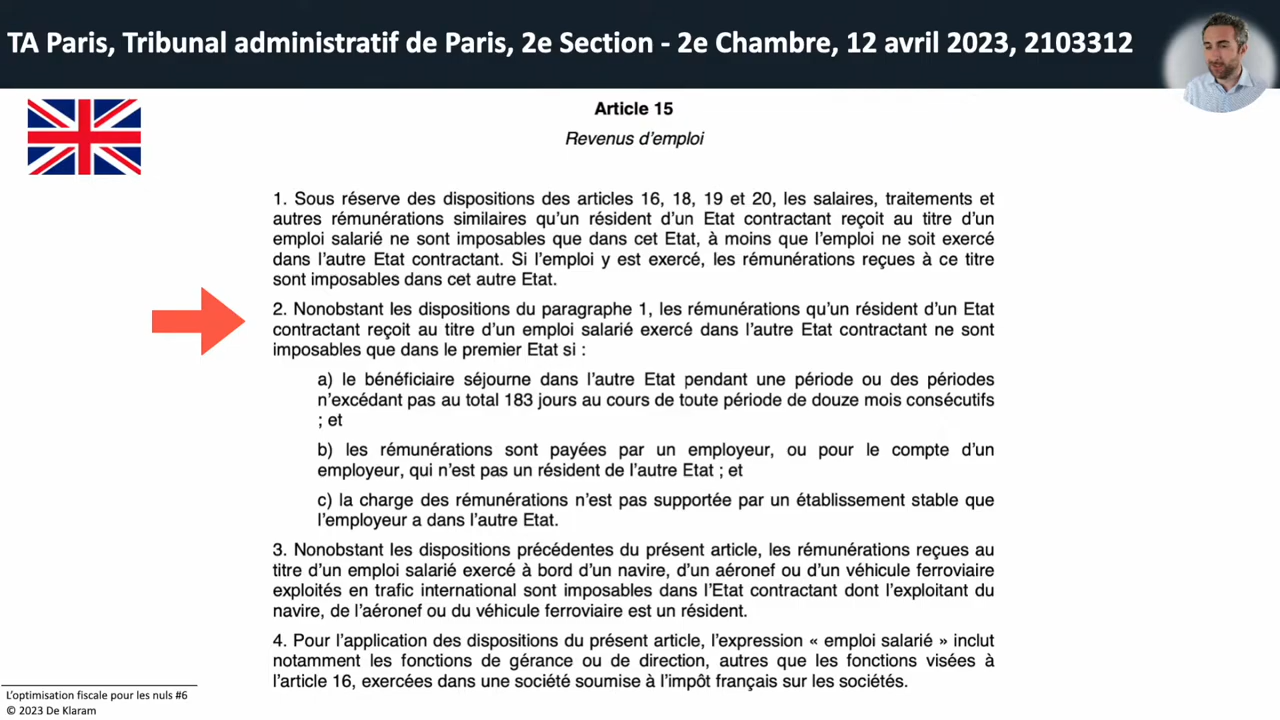 TA Paris, Tribunal administratif de Paris, 2e Section - 2e Chambre, 12 avril 2023, 2103312
Article 15
Revenus d’emploi
1. Sous réserve des dispositions des articles 16, 18, 19 et 20, les salaires, traitements et
autres rémunérations similaires qu’un résident d’un Etat contractant reçoit au titre d’un
emploi salarié ne sont imposables que dans cet Etat, à moins que l’emploi ne soit exercé
dans l’autre Etat contractant. Si l’emploi y est exercé, les rémunérations reçues à ce titre
sont imposables dans cet autre Etat.
2. Nonobstant les dispositions du paragraphe 1, les rémunérations qu’un résident d’un Etat
contractant reçoit au titre d’un emploi salarié exercé dans l’autre Etat contractant ne sont
imposables que dans le premier Etat si :
a) le bénéficiaire séjourne dans l’autre Etat pendant une période ou des périodes
n’excédant pas au total 183 jours au cours de toute période de douze mois consécutifs
; et
b) les rémunérations sont payées par un employeur, ou pour le compte d’un
employeur, qui n’est pas un résident de l’autre Etat ; et
c) la charge des rémunérations n’est pas supportée par un établissement stable que
l’employeur a dans l’autre Etat.
3. Nonobstant les dispositions précédentes du présent article, les rémunérations reçues au
titre d’un emploi salarié exercé à bord d’un navire, d’un aéronef ou d’un véhicule ferroviaire
exploités en trafic international sont imposables dans l’Etat contractant dont l’exploitant du
navire, de l’aéronef ou du véhicule ferroviaire est un résident.
4. Pour l’application des dispositions du présent article, l’expression « emploi salarié » inclut
notamment les fonctions de gérance ou de direction, autres que les fonctions visées à
l’article 16, exercées dans une société soumise à l’impôt français sur les sociétés.
L’optimisation fiscale pour les nuls #6
© 2023 De Klaram